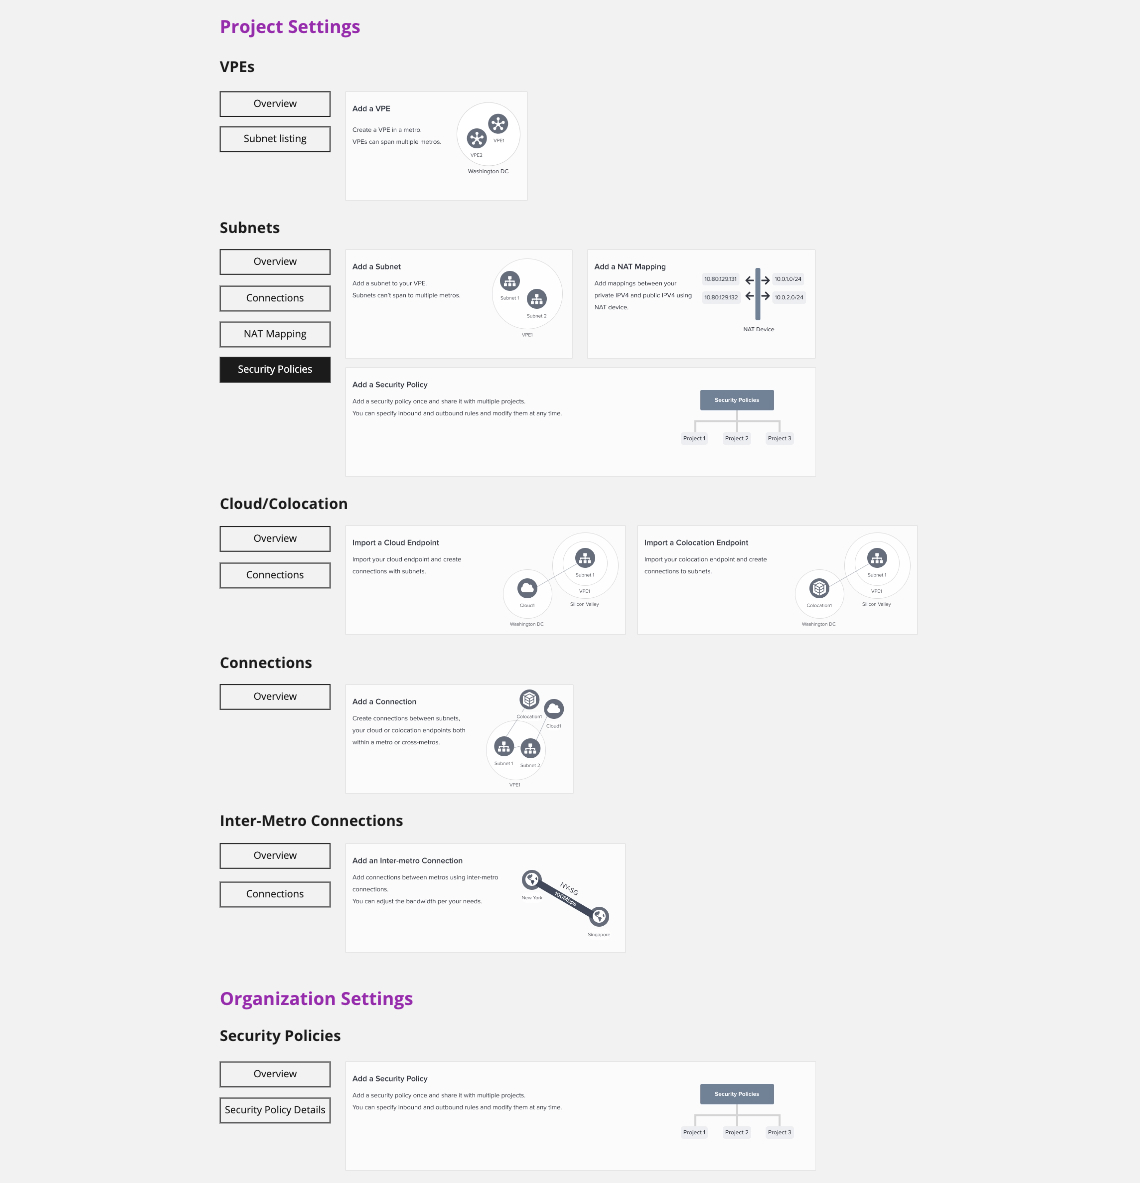 Project Settings
VPEs
Overview
Subnet listing
Add a VPE
Create a VPE in a metro.
VPEs can span multiple metros.
VPE1
VPE2
Washington DC
Subnets
Overview
Connections
NAT Mapping
Security Policies
Add a Subnet
Add a subnet to your VPE.
Subnets can't span to multiple metros.
Subnet 1
Subnet 2
VPE1
Add a NAT Mapping
Add mappings between your
private IPV4 and public IPV4 using
NAT device.
10.80.129.131
10.0.1.0/24
10.80.129.132
10.0.2.0/24
NAT Device
Add a Security Policy
Add a security policy once and share it with multiple projects.
You can specify inbound and outbound rules and modify them at any time.
Security Policies
Project 1
Project 2
Project 3
Cloud/Colocation
Overview
Connections
Import a Cloud Endpoint
Import your cloud endpoint and create
connections with subnets.
Subnet 1
VPE1
Silicon Valley
Cloud1
Washington DC
Import a Colocation Endpoint
Import your colocation endpoint and create
connections to subnets.
Subnet 1
VPE1
Silicon Valley
Colocation1
Washington DC
Connections
Overview
Add a Connection
Create connections between subnets,
your cloud or colocation endpoints both
within a metro or cross-metros.
Colocation1
Cloud1
Subnet 1
Subnet 2
VPE1
Inter-Metro Connections
Overview
Connections
Add an Inter-metro Connection
Add connections between metros using inter-metro
connections.
You can adjust the bandwidth per your needs.
New York
NY-SG
Singapore
Organization Settings
Security Policies
Overview
Security Policy Details
Add a Security Policy
Add a security policy once and share it with multiple projects.
You can specify inbound and outbound rules and modify them at any time.
Security Policies
Project 1
Project 2
Project 3